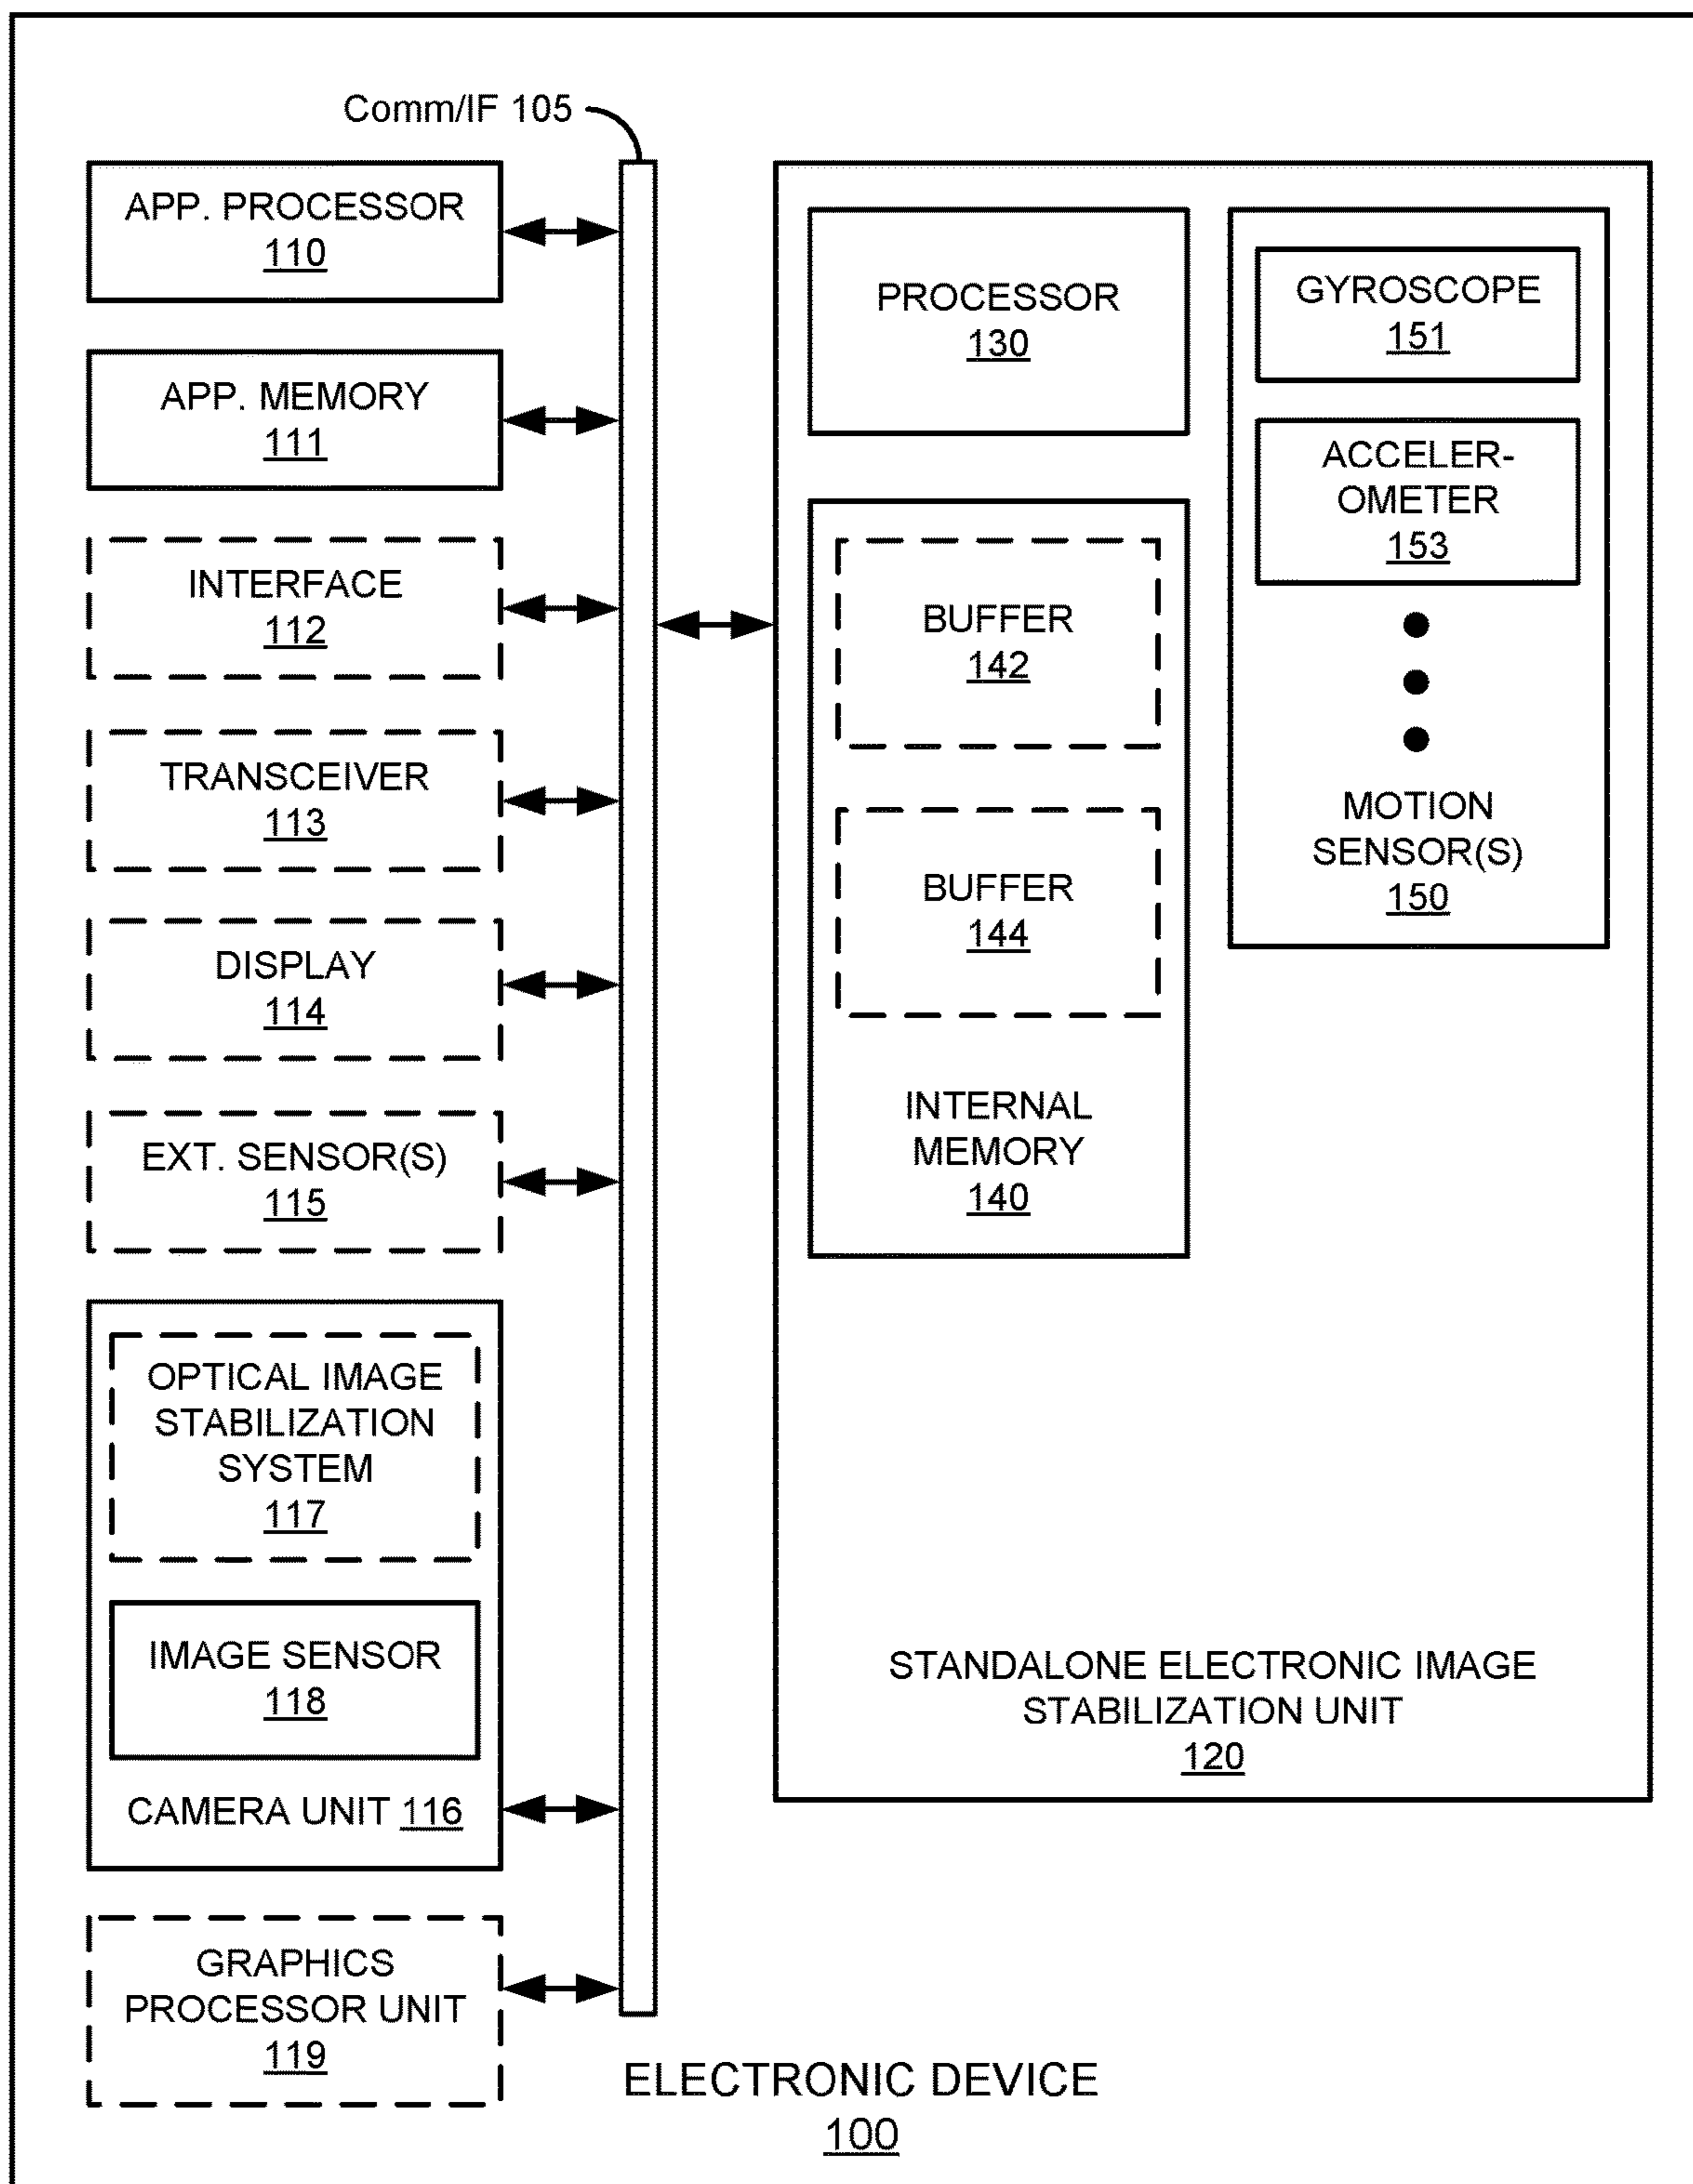 Comm/IF 105
APP. PROCESSOR
110
APP. MEMORY
111
INTERFACE
112
TRANSCEIVER
113
DISPLAY
114
EXT. SENSOR(S)
115
OPTICAL IMAGE
STABILIZATION
SYSTEM
117
IMAGE SENSOR
118
CAMERA UNIT 116
GRAPHICS
PROCESSOR UNIT
119
PROCESSOR
130
BUFFER
142
BUFFER
144
INTERNAL
MEMORY
140
GYROSCOPE
151
ACCELER-
OMETER
153
MOTION
SENSOR(S)
150
STANDALONE ELECTRONIC IMAGE
STABILIZATION UNIT
120
ELECTRONIC DEVICE
100